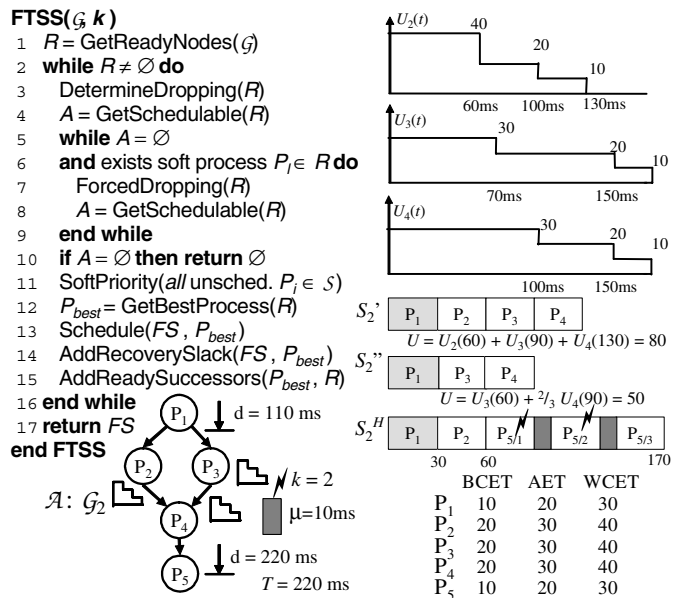 FTSS(G, k)
1 R = GetReadyNodes(G)
2 while R ≠ ∅ do
3 DetermineDropping(R)
4 A = GetSchedulable(R)
5 while A = ∅
6 and exists soft process P_l ∈ R do
7 ForcedDropping(R)
8 A = GetSchedulable(R)
9 end while
10 if A = ∅ then return ∅
11 SoftPriority(all unsched. P_i ∈ S)
12 P_best = GetBestProcess(R)
13 Schedule(FS , P_best)
14 AddRecoverySlack(FS , P_best)
15 AddReadySuccessors(P_best, R)
16 end while
17 return FS
end FTSS
P1
d = 110 ms
P2
P3
k = 2
A: G2
μ=10ms
P4
P5
d = 220 ms
T = 220 ms
U2(t)
40
20
10
60ms 100ms 130ms
U3(t)
30
20
10
70ms 150ms
U4(t)
30
20
10
100ms 150ms
S2’ P1 P2 P3 P4
U = U2(60) + U3(90) + U4(130) = 80
S2’’ P1 P3 P4
U = U3(60) + 2/3 U4(90) = 50
S2^H P1 P2 P5/1 P5/2 P5/3
30 60 170
BCET AET WCET
P1 10 20 30
P2 20 30 40
P3 20 30 40
P4 20 30 40
P5 10 20 30